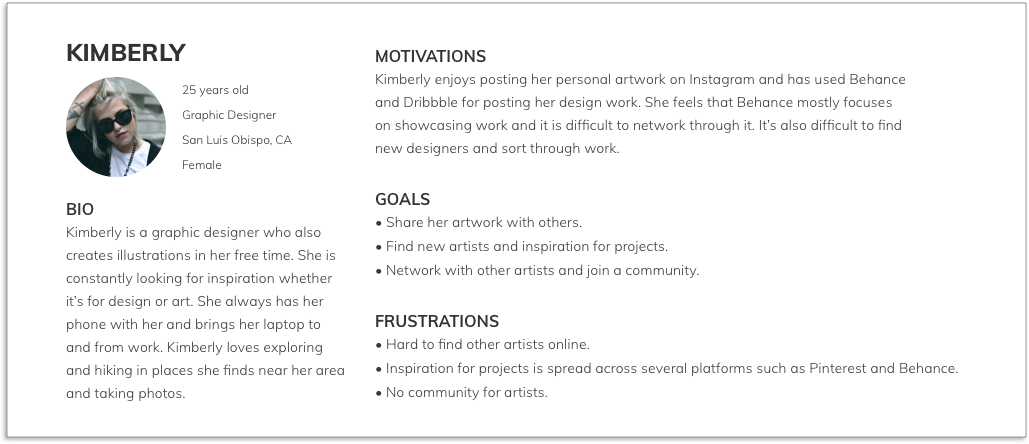 KIMBERLY
25 years old
Graphic Designer
San Luis Obispo, CA
Female
BIO
Kimberly is a graphic designer who also
creates illustrations in her free time. She is
constantly looking for inspiration whether
it's for design or art. She always has her
phone with her and brings her laptop to
and from work. Kimberly loves exploring
and hiking in places she finds near her area
and taking photos.
MOTIVATIONS
Kimberly enjoys posting her personal artwork on Instagram and has used Behance
and Dribbble for posting her design work. She feels that Behance mostly focuses
on showcasing work and it is difficult to network through it. It's also difficult to find
new designers and sort through work.
GOALS
• Share her artwork with others.
• Find new artists and inspiration for projects.
• Network with other artists and join a community.
FRUSTRATIONS
• Hard to find other artists online.
• Inspiration for projects is spread across several platforms such as Pinterest and Behance.
• No community for artists.